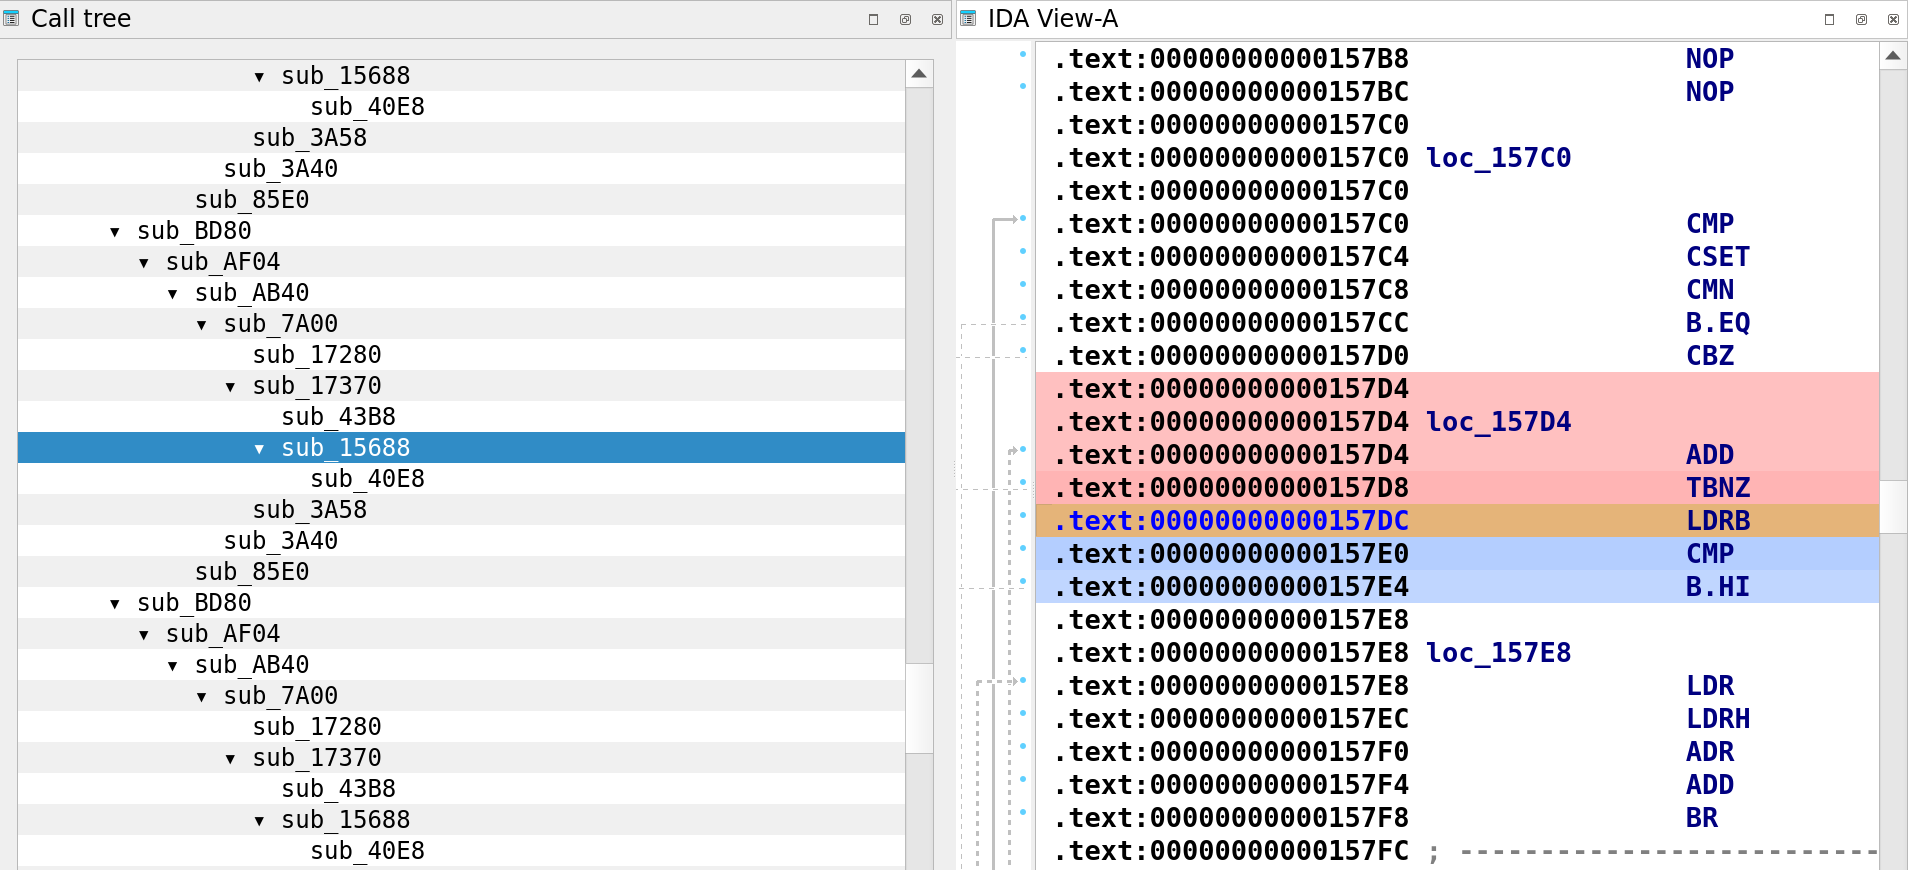 Call tree
sub_15688
sub_40E8
sub_3A58
sub_3A40
sub_85E0
sub_BD80
sub_AF04
sub_AB40
sub_7A00
sub_17280
sub_17370
sub_43B8
sub_15688
sub_40E8
sub_3A58
sub_3A40
sub_85E0
sub_BD80
sub_AF04
sub_AB40
sub_7A00
sub_17280
sub_17370
sub_43B8
sub_15688
sub_40E8
IDA View-A
.text:00000000000157B8 NOP
.text:00000000000157BC NOP
.text:00000000000157C0
.text:00000000000157C0 loc_157C0
.text:00000000000157C0
.text:00000000000157C0 CMP
.text:00000000000157C4 CSET
.text:00000000000157C8 CMN
.text:00000000000157CC B.EQ
.text:00000000000157D0 CBZ
.text:00000000000157D4
.text:00000000000157D4 loc_157D4
.text:00000000000157D4 ADD
.text:00000000000157D8 TBNZ
.text:00000000000157DC LDRB
.text:00000000000157E0 CMP
.text:00000000000157E4 B.HI
.text:00000000000157E8
.text:00000000000157E8 loc_157E8
.text:00000000000157E8 LDR
.text:00000000000157EC LDRH
.text:00000000000157F0 ADR
.text:00000000000157F4 ADD
.text:00000000000157F8 BR
.text:00000000000157FC ; --------------------------